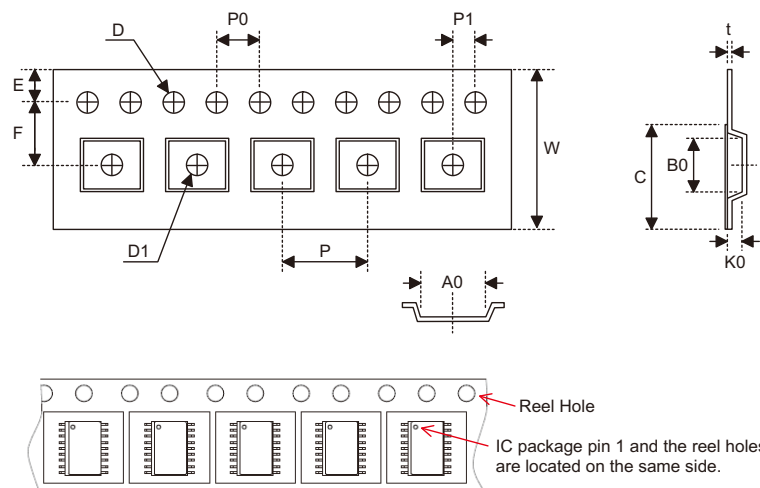 D
P0
P1
t
E
F
W
C
B0
D1
P
K0
A0
Reel Hole
IC package pin 1 and the reel holes
are located on the same side.